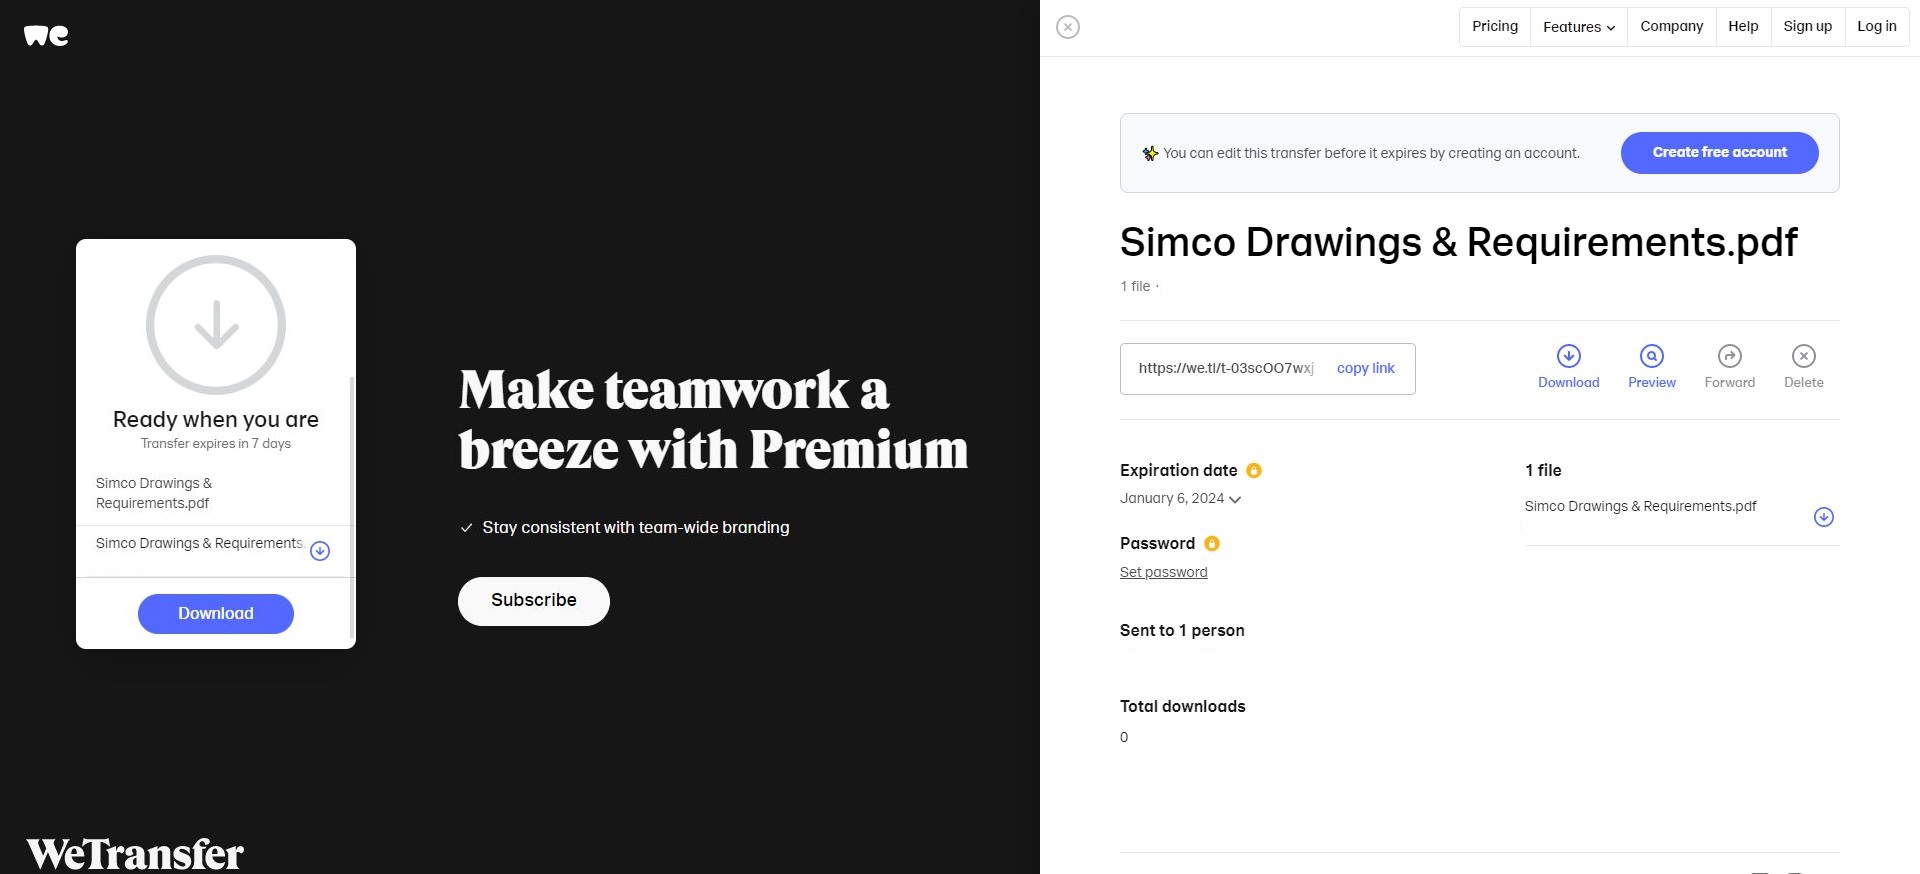 we
Ready when you are
Transfer expires in 7 days
Simco Drawings &
Requirements.pdf
Simco Drawings & Requirements.
Download
Make teamwork a
breeze with Premium
Stay consistent with team-wide branding
Subscribe
WeTransfer
Pricing
Features
Company
Help
Sign up
Log in
You can edit this transfer before it expires by creating an account.
Create free account
Simco Drawings & Requirements.pdf
1 file ·
https://we.tl/t-03scOO7wxj
copy link
Download
Preview
Forward
Delete
Expiration date
January 6, 2024
Password
Set password
Sent to 1 person
Total downloads
0
1 file
Simco Drawings & Requirements.pdf